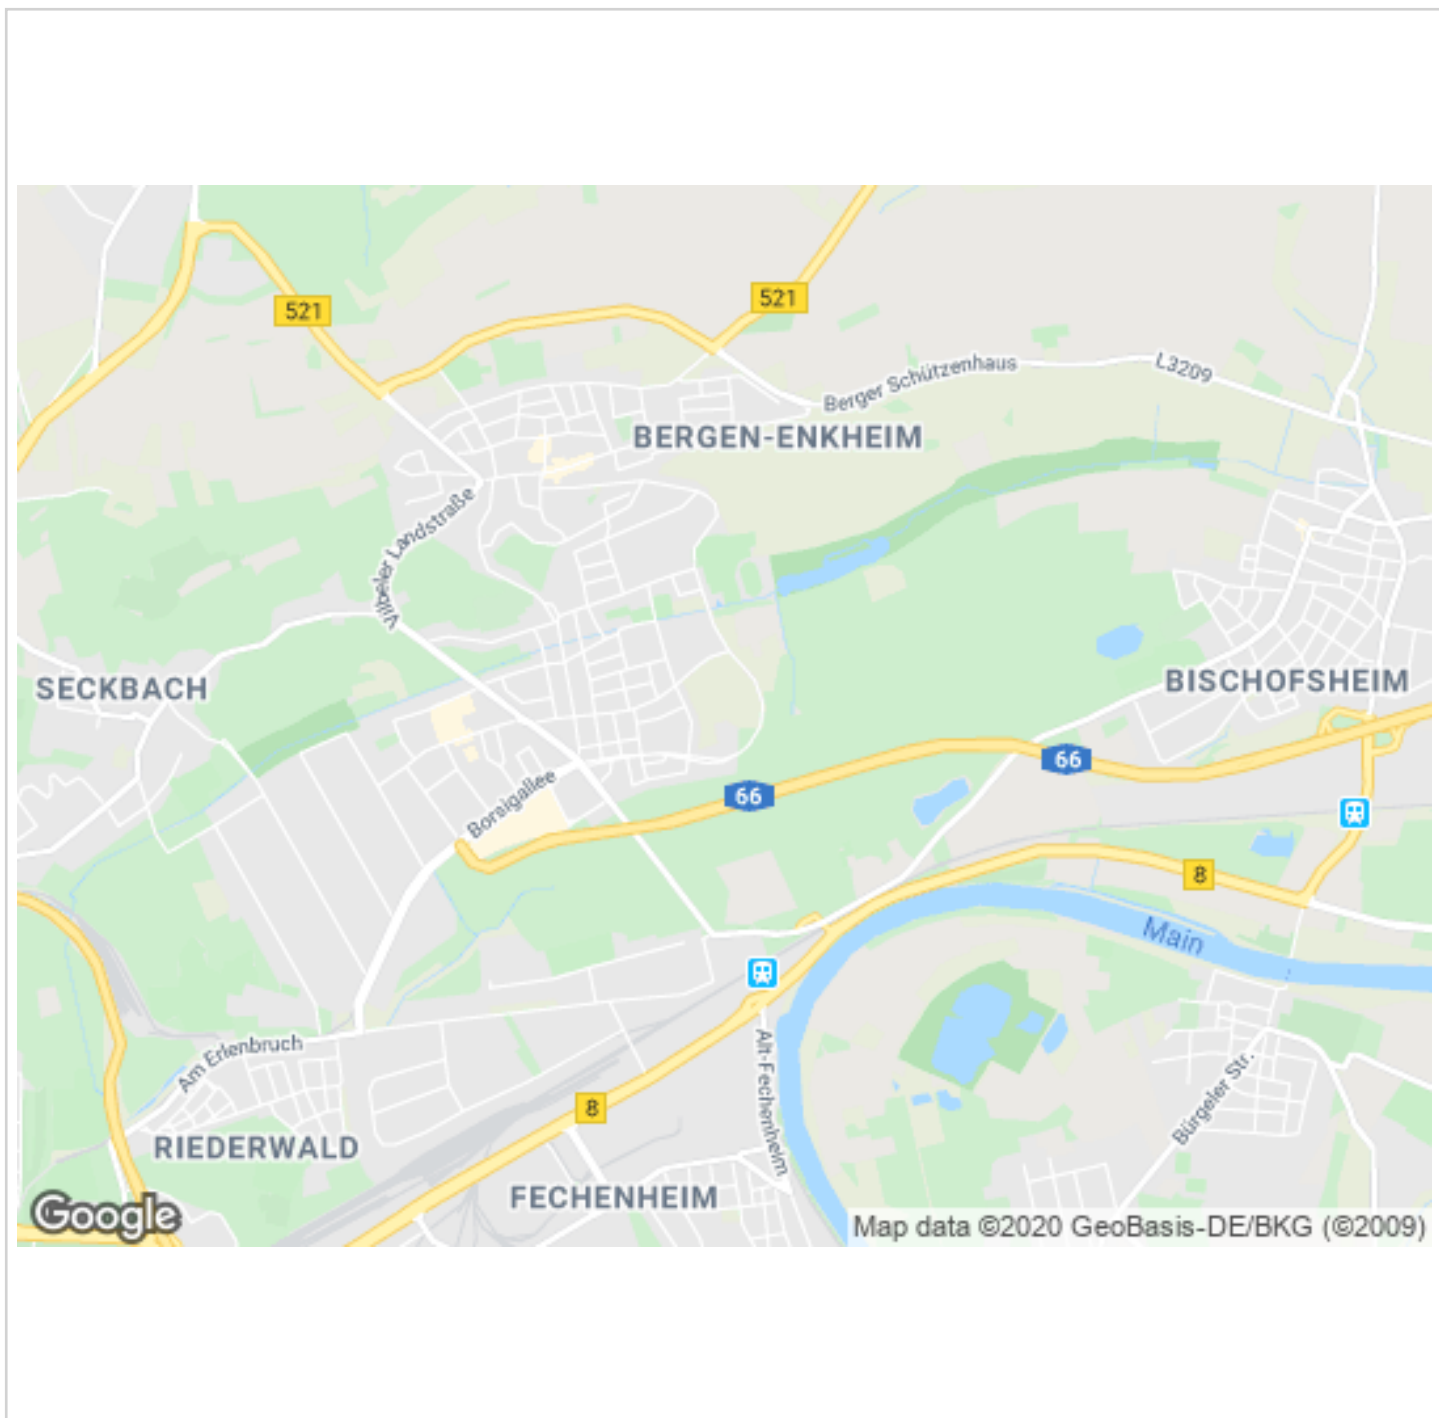 521
521
Berger Schützenhaus
L3209
BERGEN-ENKHEIM
Vilbeler Landstraße
SECKBACH
BISCHOFSHEIM
66
66
Borsigallee
8
Main
Am Erlenbruch
Alt-Fechenheim
Bürgeler Str.
8
RIEDERWALD
FECHENHEIM
Google
Map data ©2020 GeoBasis-DE/BKG (©2009)